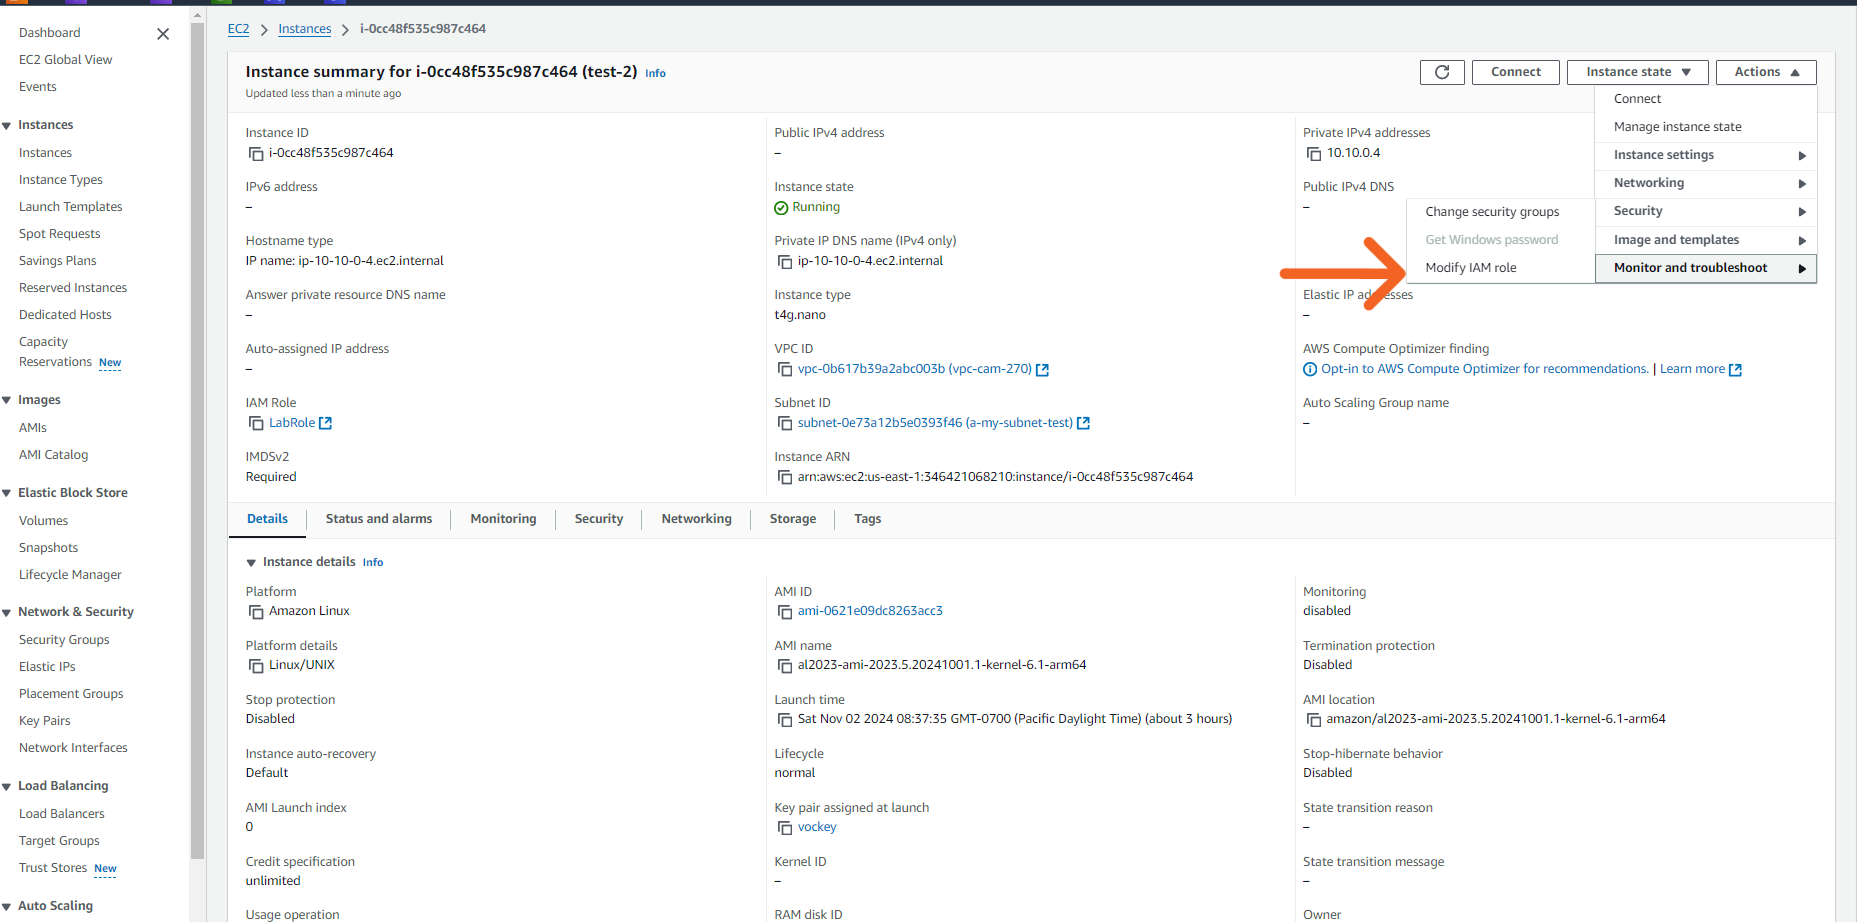 Dashboard
EC2 Global View
Events
Instances
Instances
Instance Types
Launch Templates
Spot Requests
Savings Plans
Reserved Instances
Dedicated Hosts
Capacity
Reservations New
Images
AMIs
AMI Catalog
Elastic Block Store
Volumes
Snapshots
Lifecycle Manager
Network & Security
Security Groups
Elastic IPs
Placement Groups
Key Pairs
Network Interfaces
Load Balancing
Load Balancers
Target Groups
Trust Stores New
Auto Scaling
EC2 > Instances > i-0cc48f535c987c464
Instance summary for i-0cc48f535c987c464 (test-2) Info
Updated less than a minute ago
Connect Instance state Actions
Connect
Manage instance state
Instance settings
Networking
Security
Image and templates
Monitor and troubleshoot
Change security groups
Get Windows password
Modify IAM role
Instance ID
i-0cc48f535c987c464
IPv6 address
–
Hostname type
IP name: ip-10-10-0-4.ec2.internal
Answer private resource DNS name
–
Auto-assigned IP address
–
IAM Role
LabRole
IMDSv2
Required
Public IPv4 address
–
Instance state
Running
Private IP DNS name (IPv4 only)
ip-10-10-0-4.ec2.internal
Instance type
t4g.nano
VPC ID
vpc-0b617b39a2abc003b (vpc-cam-270)
Subnet ID
subnet-0e73a12b5e0393f46 (a-my-subnet-test)
Instance ARN
arn:aws:ec2:us-east-1:346421068210:instance/i-0cc48f535c987c464
Private IPv4 addresses
10.10.0.4
Public IPv4 DNS
–
Elastic IP addresses
–
AWS Compute Optimizer finding
Opt-in to AWS Compute Optimizer for recommendations. | Learn more
Auto Scaling Group name
–
Details Status and alarms Monitoring Security Networking Storage Tags
Instance details Info
Platform
Amazon Linux
Platform details
Linux/UNIX
Stop protection
Disabled
Instance auto-recovery
Default
AMI Launch index
0
Credit specification
unlimited
Usage operation
AMI ID
ami-0621e09dc8263acc3
AMI name
al2023-ami-2023.5.20241001.1-kernel-6.1-arm64
Launch time
Sat Nov 02 2024 08:37:35 GMT-0700 (Pacific Daylight Time) (about 3 hours)
Lifecycle
normal
Key pair assigned at launch
vockey
Kernel ID
–
RAM disk ID
Monitoring
disabled
Termination protection
Disabled
AMI location
amazon/al2023-ami-2023.5.20241001.1-kernel-6.1-arm64
Stop-hibernate behavior
Disabled
State transition reason
–
State transition message
–
Owner